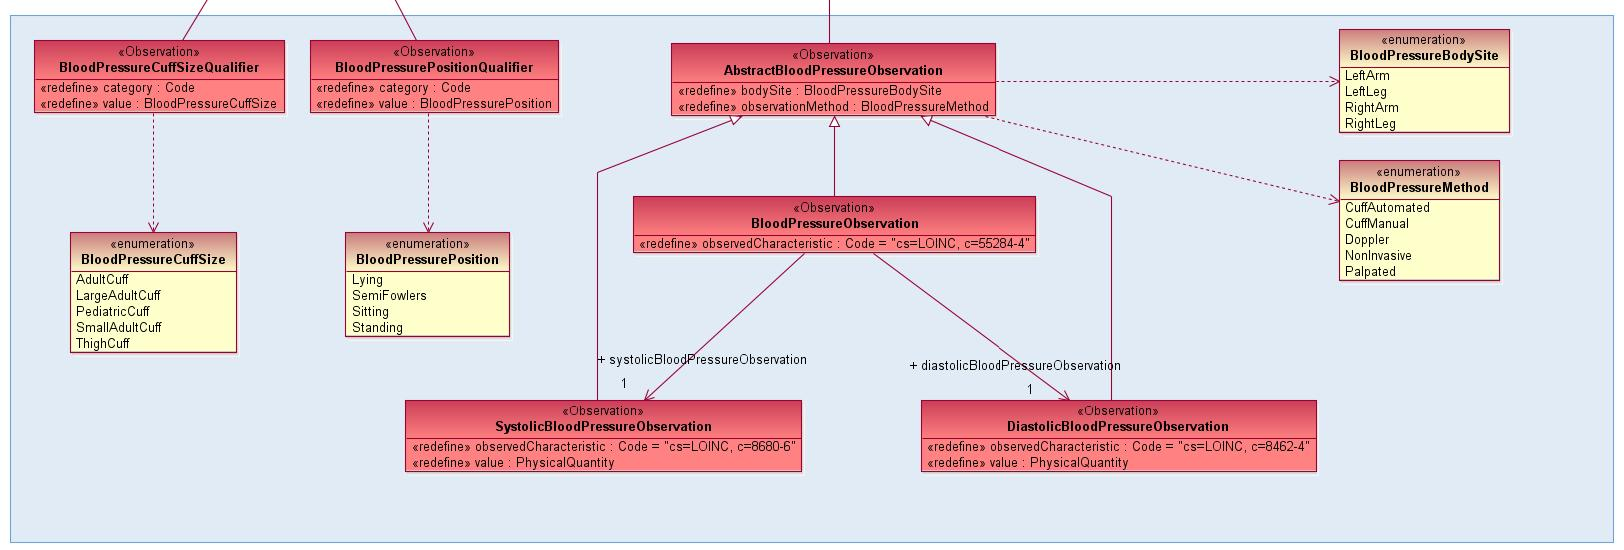 «Observation»
BloodPressureCuffSizeQualifier
«redefine» category : Code
«redefine» value : BloodPressureCuffSize
«Observation»
BloodPressurePositionQualifier
«redefine» category : Code
«redefine» value : BloodPressurePosition
«Observation»
AbstractBloodPressureObservation
«redefine» bodySite : BloodPressureBodySite
«redefine» observationMethod : BloodPressureMethod
«enumeration»
BloodPressureBodySite
LeftArm
LeftLeg
RightArm
RightLeg
«enumeration»
BloodPressureMethod
CuffAutomated
CuffManual
Doppler
NonInvasive
Palpated
«Observation»
BloodPressureObservation
«redefine» observedCharacteristic : Code = "cs=LOINC, c=55284-4"
«enumeration»
BloodPressureCuffSize
AdultCuff
LargeAdultCuff
PediatricCuff
SmallAdultCuff
ThighCuff
«enumeration»
BloodPressurePosition
Lying
SemiFowlers
Sitting
Standing
+ systolicBloodPressureObservation
1
+ diastolicBloodPressureObservation
1
«Observation»
SystolicBloodPressureObservation
«redefine» observedCharacteristic : Code = "cs=LOINC, c=8680-6"
«redefine» value : PhysicalQuantity
«Observation»
DiastolicBloodPressureObservation
«redefine» observedCharacteristic : Code = "cs=LOINC, c=8462-4"
«redefine» value : PhysicalQuantity